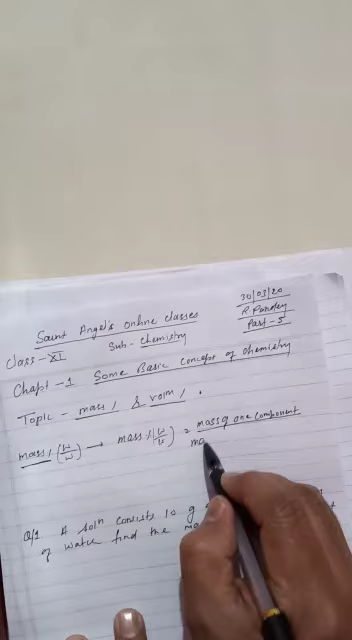 Saint Angel's online classes
30/03/20
R Pandey
Part-5
Class-XI
Sub- Chemistry
Chapt-1 Some Basic Concept of Chemistry
Topic - mass % & volm % .
mass % (W/W) → mass % (W/W) = mass of one component
ma
Q/1 A soln consists 10 g
of water find the ma